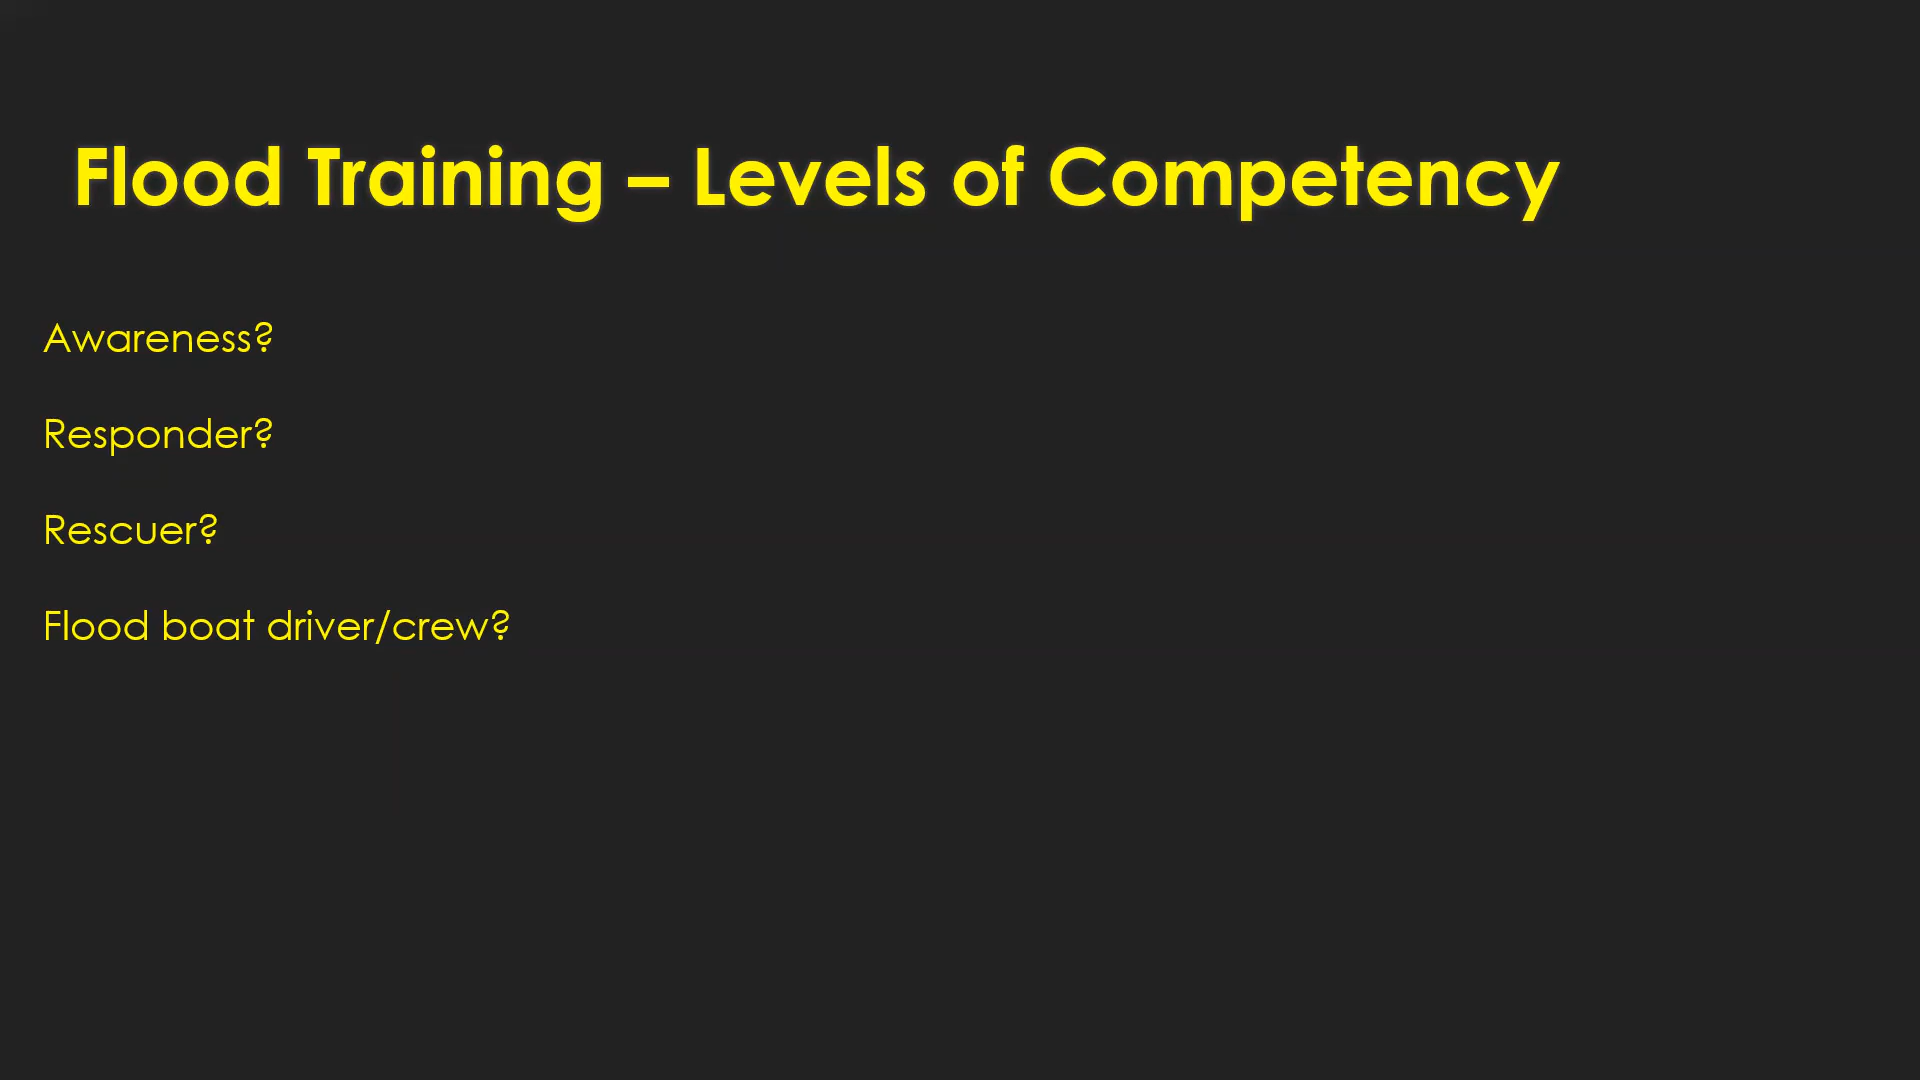 Flood Training – Levels of Competency
Awareness?
Responder?
Rescuer?
Flood boat driver/crew?